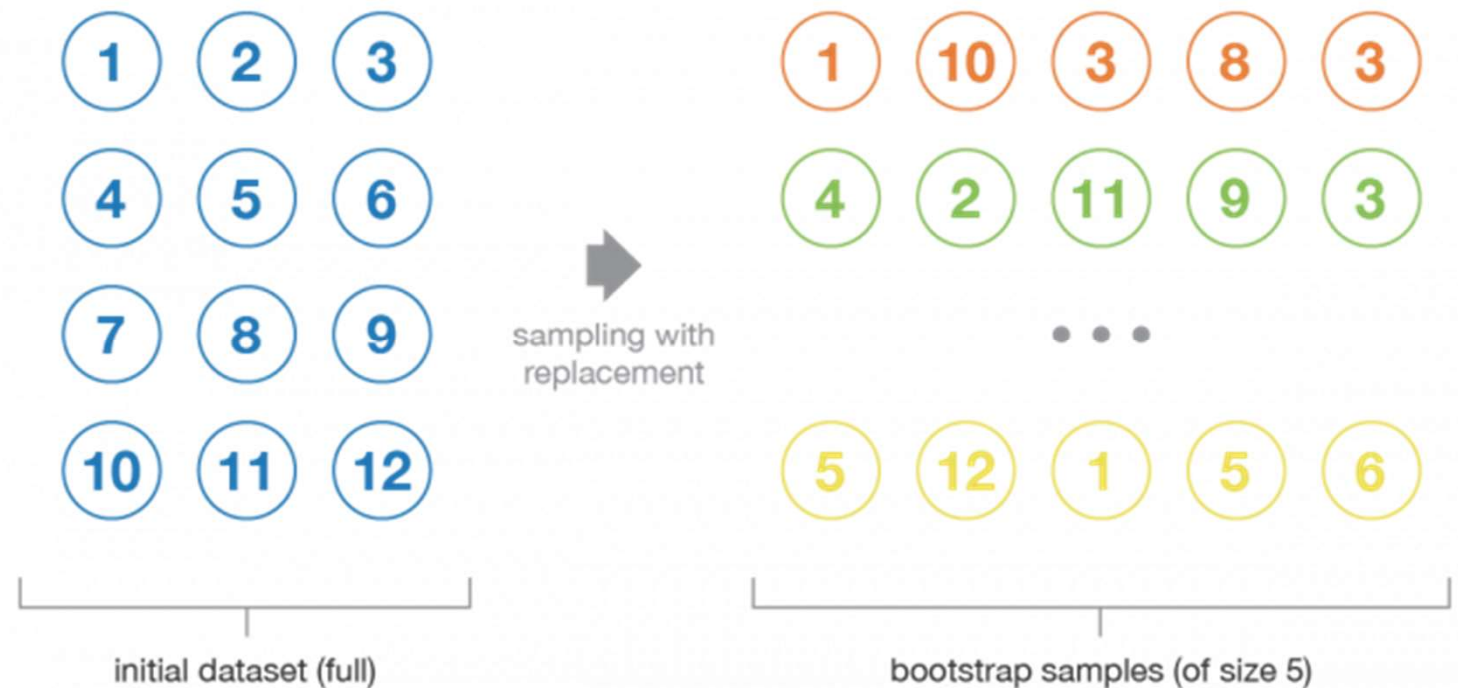 1 2 3
4 5 6
7 8 9
10 11 12
initial dataset (full)
sampling with
replacement
1 10 3 8 3
4 2 11 9 3
...
5 12 1 5 6
bootstrap samples (of size 5)